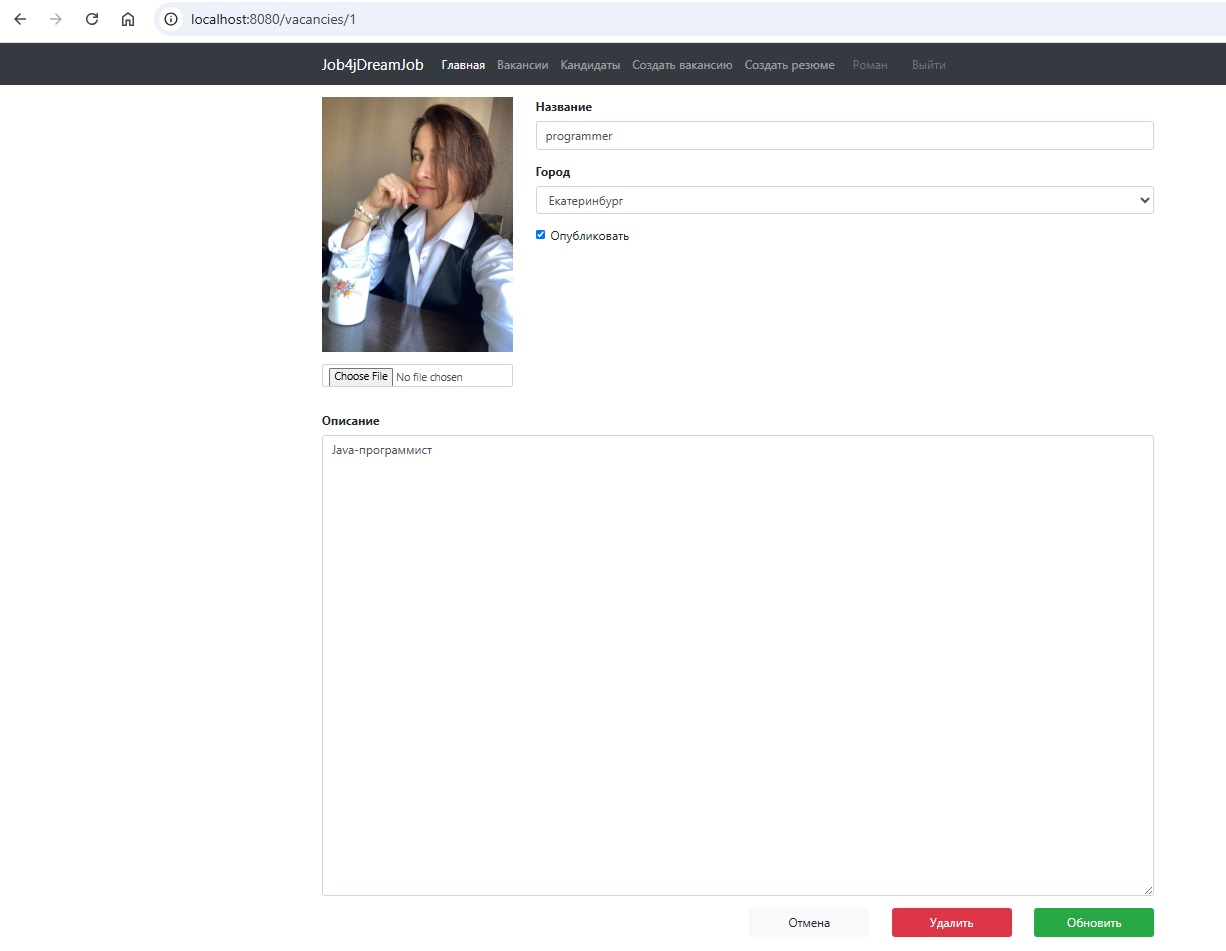 localhost:8080/vacancies/1
Job4jDreamJob Главная Вакансии Кандидаты Создать вакансию Создать резюме Роман Выйти
Название
programmer
Город
Екатеринбург
Опубликовать
Choose File No file chosen
Описание
Java-программист
Отмена Удалить Обновить